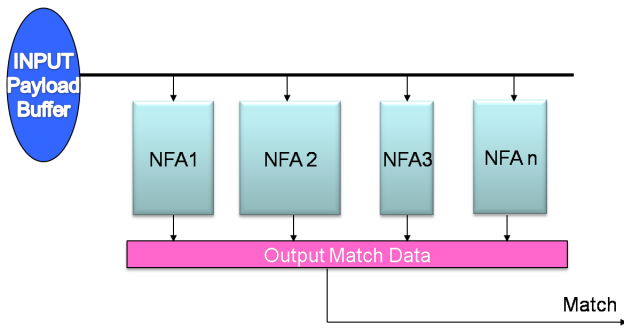 INPUT
Payload
Buffer
NFA1
NFA 2
NFA3
NFA n
Output Match Data
Match